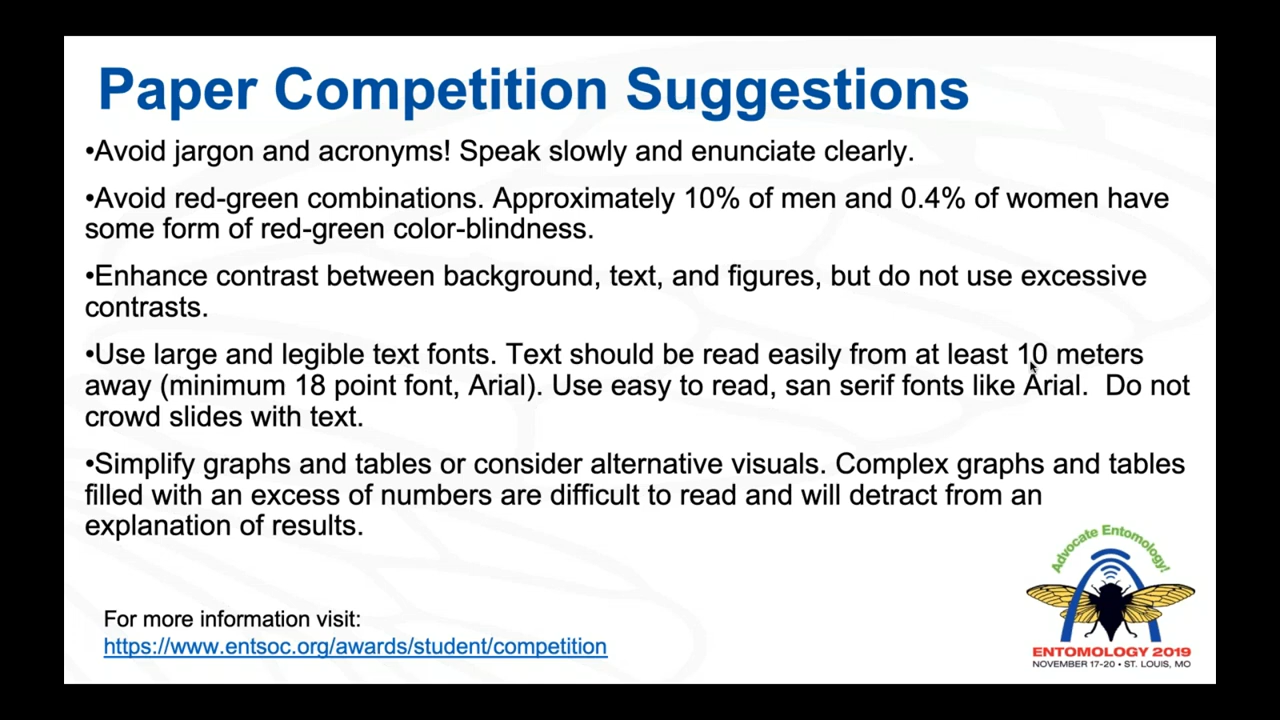 Paper Competition Suggestions
•Avoid jargon and acronyms! Speak slowly and enunciate clearly.
•Avoid red-green combinations. Approximately 10% of men and 0.4% of women have
some form of red-green color-blindness.
•Enhance contrast between background, text, and figures, but do not use excessive
contrasts.
•Use large and legible text fonts. Text should be read easily from at least 10 meters
away (minimum 18 point font, Arial). Use easy to read, san serif fonts like Arial.  Do not
crowd slides with text.
•Simplify graphs and tables or consider alternative visuals. Complex graphs and tables
filled with an excess of numbers are difficult to read and will detract from an
explanation of results.
For more information visit:
https://www.entsoc.org/awards/student/competition
Advocate Entomology!
ENTOMOLOGY 2019
NOVEMBER 17-20 • ST. LOUIS, MO